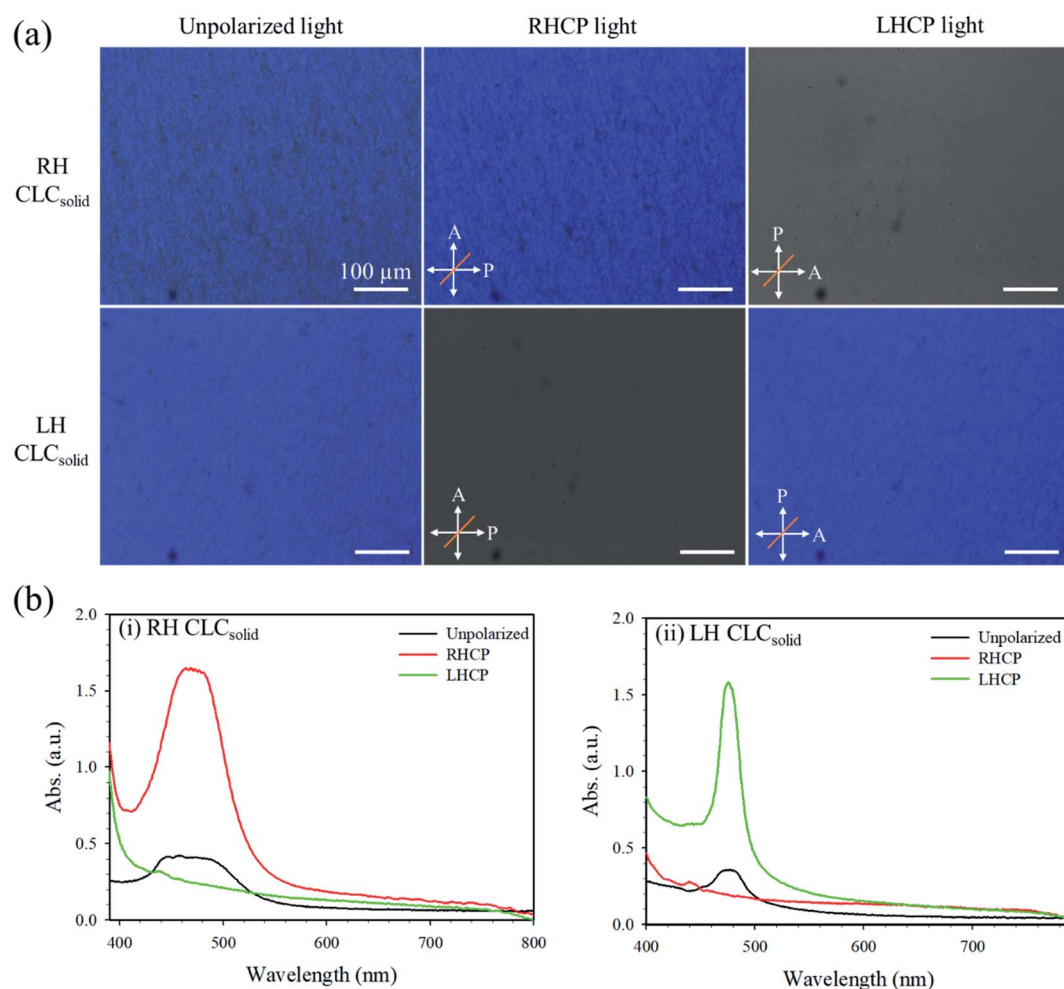 (a)
Unpolarized light
RHCP light
LHCP light
RH
CLCsolid
100 µm
A
P
P
A
LH
CLCsolid
A
P
P
A
(b)
(i) RH CLCsolid
Unpolarized
RHCP
LHCP
2.0
1.5
1.0
0.5
0.0
Abs. (a.u.)
400
500
600
700
800
Wavelength (nm)
(ii) LH CLCsolid
Unpolarized
RHCP
LHCP
2.0
1.5
1.0
0.5
0.0
Abs. (a.u.)
400
500
600
700
Wavelength (nm)